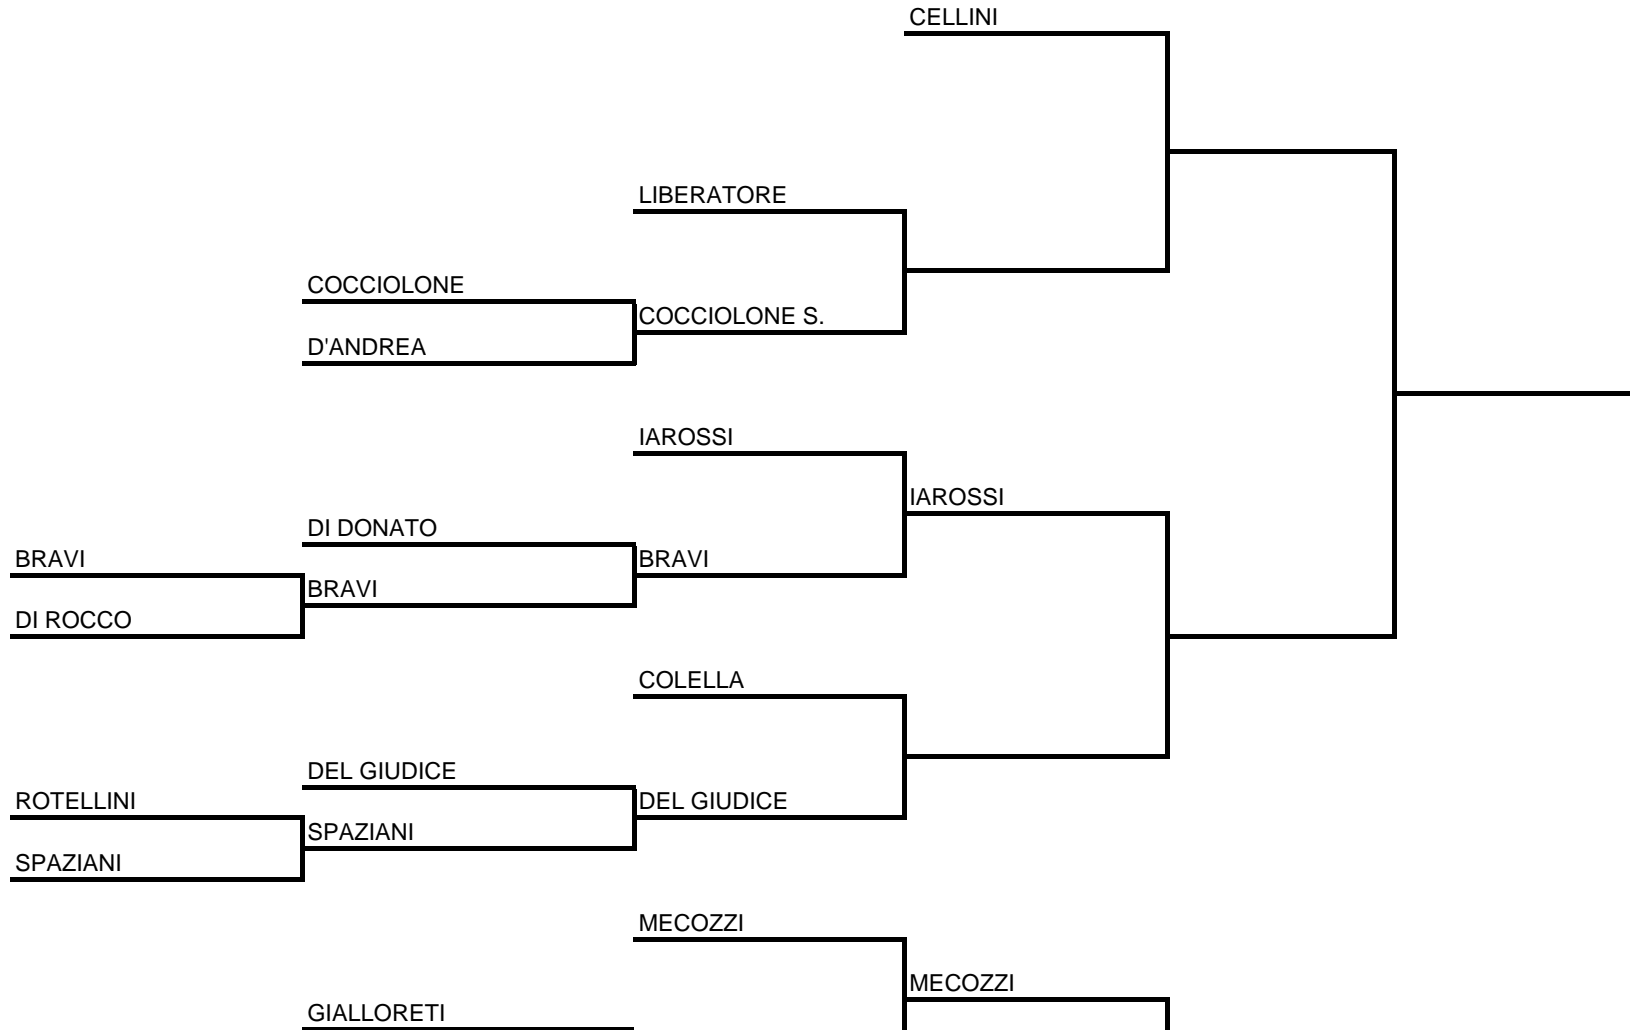 CELLINI
LIBERATORE
COCCIOLONE
COCCIOLONE S.
D'ANDREA
IAROSSI
IAROSSI
DI DONATO
BRAVI
BRAVI
BRAVI
DI ROCCO
COLELLA
DEL GIUDICE
ROTELLINI
DEL GIUDICE
SPAZIANI
SPAZIANI
MECOZZI
MECOZZI
GIALLORETI